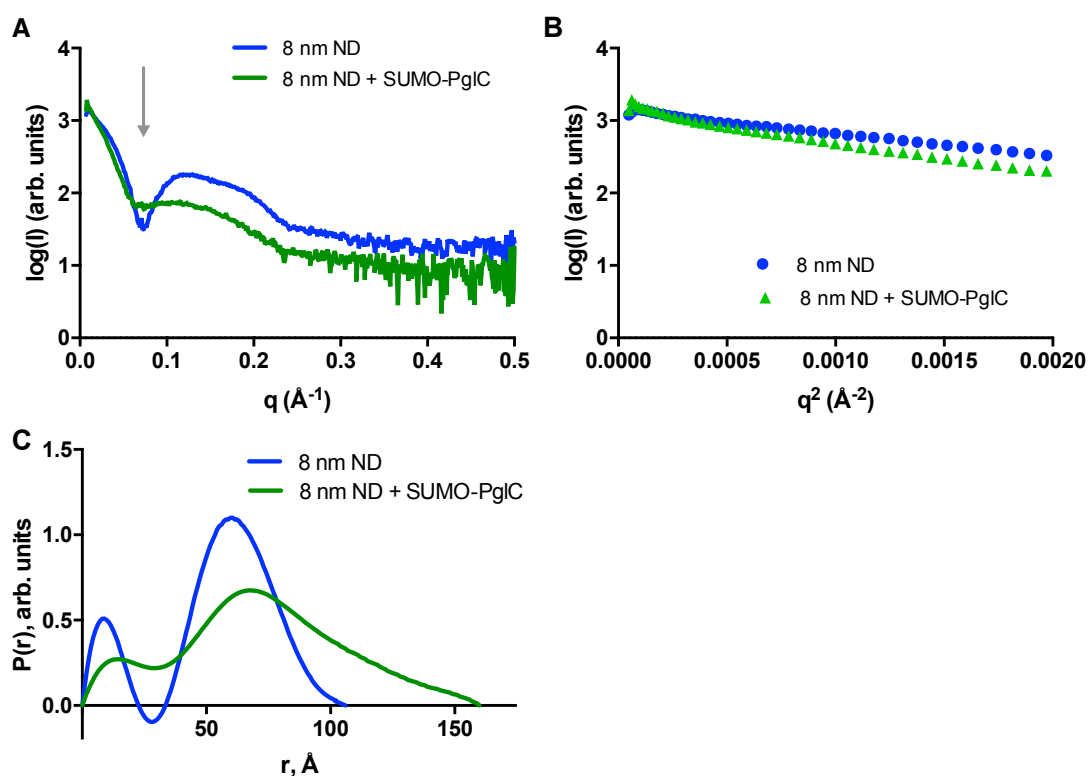 A
8 nm ND
8 nm ND + SUMO-PglC
4
3
2
1
0
log(I) (arb. units)
0.0 0.1 0.2 0.3 0.4 0.5
q (Å-1)
B
4
3
2
1
0
log(I) (arb. units)
8 nm ND
8 nm ND + SUMO-PglC
0.0000 0.0005 0.0010 0.0015 0.0020
q2 (Å-2)
C
8 nm ND
8 nm ND + SUMO-PglC
1.5
1.0
0.5
0.0
P(r), arb. units
50 100 150
r, Å